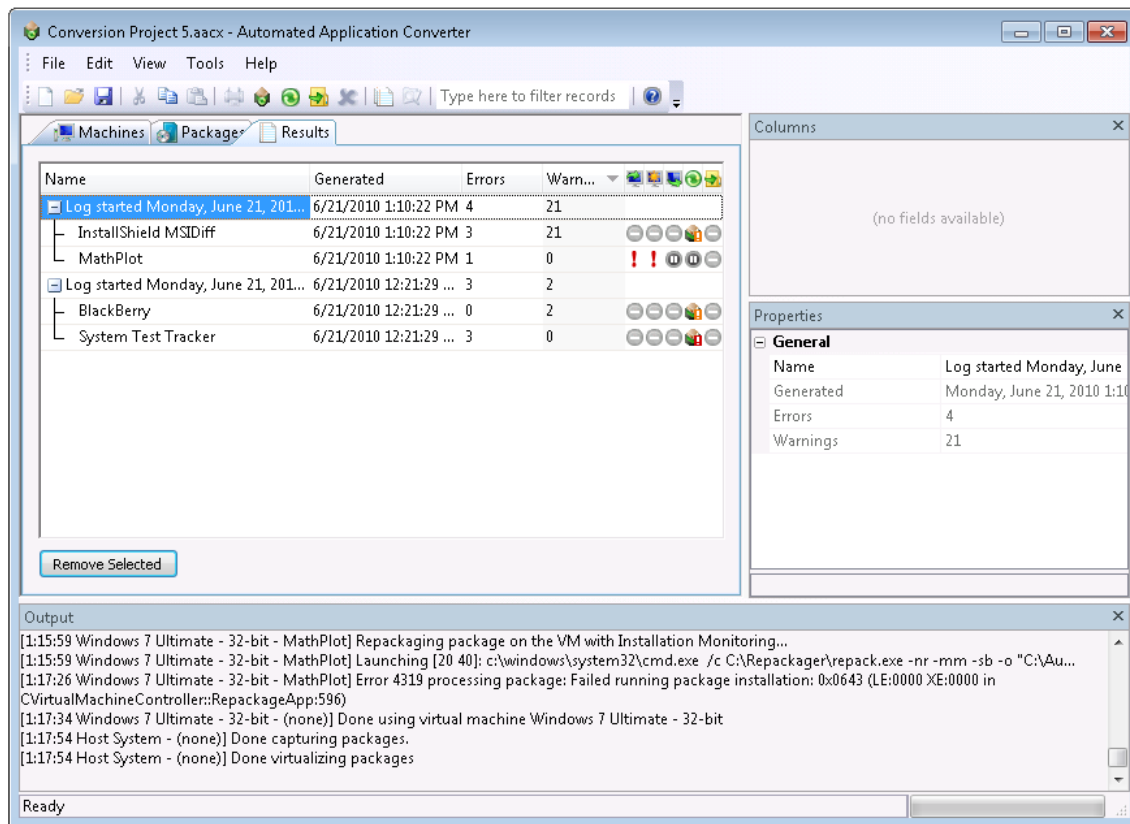 Conversion Project 5.aacx - Automated Application Converter
File Edit View Tools Help
Type here to filter records
Machines Packages Results
Name Generated Errors Warn...
Log started Monday, June 21, 201... 6/21/2010 1:10:22 PM 4 21
InstallShield MSIDiff 6/21/2010 1:10:22 PM 3 21
MathPlot 6/21/2010 1:10:22 PM 1 0
Log started Monday, June 21, 201... 6/21/2010 12:21:29 ... 3 2
BlackBerry 6/21/2010 12:21:29 ... 0 2
System Test Tracker 6/21/2010 12:21:29 ... 3 0
Remove Selected
Columns
(no fields available)
Properties
General
Name Log started Monday, June
Generated Monday, June 21, 2010 1:10
Errors 4
Warnings 21
Output
[1:15:59 Windows 7 Ultimate - 32-bit - MathPlot] Repackaging package on the VM with Installation Monitoring...
[1:15:59 Windows 7 Ultimate - 32-bit - MathPlot] Launching [20 40]: c:\windows\system32\cmd.exe /c C:\Repackager\repack.exe -nr -mm -sb -o "C:\Au...
[1:17:26 Windows 7 Ultimate - 32-bit - MathPlot] Error 4319 processing package: Failed running package installation: 0x0643 (LE:0000 XE:0000 in
CVirtualMachineController::RepackageApp:596)
[1:17:34 Windows 7 Ultimate - 32-bit - (none)] Done using virtual machine Windows 7 Ultimate - 32-bit
[1:17:54 Host System - (none)] Done capturing packages.
[1:17:54 Host System - (none)] Done virtualizing packages
Ready